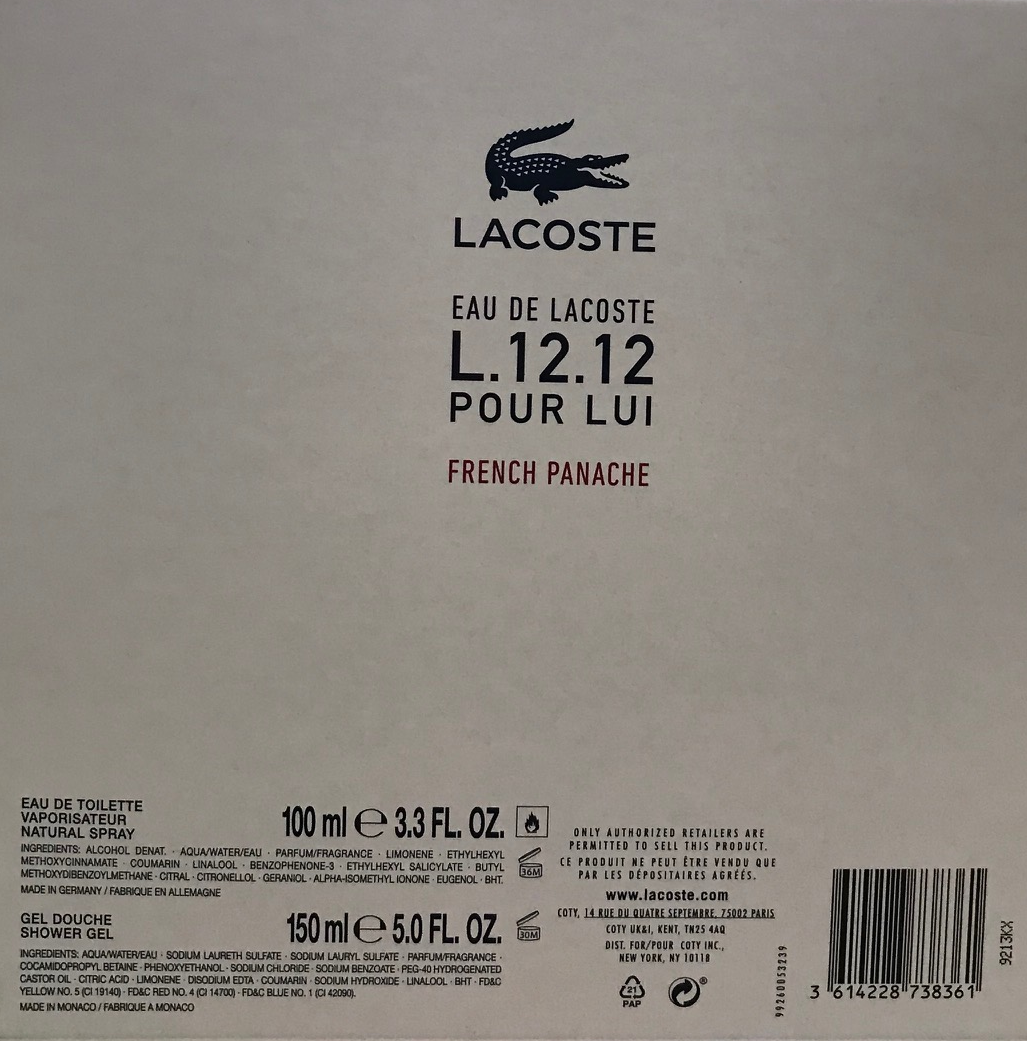 LACOSTE
EAU DE LACOSTE
L.12.12
POUR LUI
FRENCH PANACHE
EAU DE TOILETTE
VAPORISATEUR
NATURAL SPRAY
100 ml ℮ 3.3 FL. OZ.
INGREDIENTS: ALCOHOL DENAT. · AQUA/WATER/EAU · PARFUM/FRAGRANCE · LIMONENE · ETHYLHEXYL
METHOXYCINNAMATE · COUMARIN · LINALOOL · BENZOPHENONE-3 · ETHYLHEXYL SALICYLATE · BUTYL
METHOXYDIBENZOYLMETHANE · CITRAL · CITRONELLOL · GERANIOL · ALPHA-ISOMETHYL IONONE · EUGENOL · BHT.
36M
MADE IN GERMANY / FABRIQUE EN ALLEMAGNE
GEL DOUCHE
SHOWER GEL
150 ml ℮ 5.0 FL. OZ.
30M
INGREDIENTS: AQUA/WATER/EAU · SODIUM LAURETH SULFATE · SODIUM LAURYL SULFATE · PARFUM/FRAGRANCE ·
COCAMIDOPROPYL BETAINE · PHENOXYETHANOL · SODIUM CHLORIDE · SODIUM BENZOATE · PEG-40 HYDROGENATED
CASTOR OIL · CITRIC ACID · LIMONENE · DISODIUM EDTA · COUMARIN · SODIUM HYDROXIDE · LINALOOL · BHT · FD&C
YELLOW NO. 5 (CI 19140) · FD&C RED NO. 4 (CI 14700) · FD&C BLUE NO. 1 (CI 42090).
MADE IN MONACO / FABRIQUE A MONACO
ONLY AUTHORIZED RETAILERS ARE
PERMITTED TO SELL THIS PRODUCT.
CE PRODUIT NE PEUT ÊTRE VENDU QUE
PAR LES DÉPOSITAIRES AGRÉÉS.
www.lacoste.com
COTY, 14 RUE DU QUATRE SEPTEMBRE, 75002 PARIS
COTY UK&I, KENT, TN25 4AQ
DIST. FOR/POUR COTY INC.,
NEW YORK, NY 10118
21
PAP
®
99260053239
3 614228 738361
9213KX